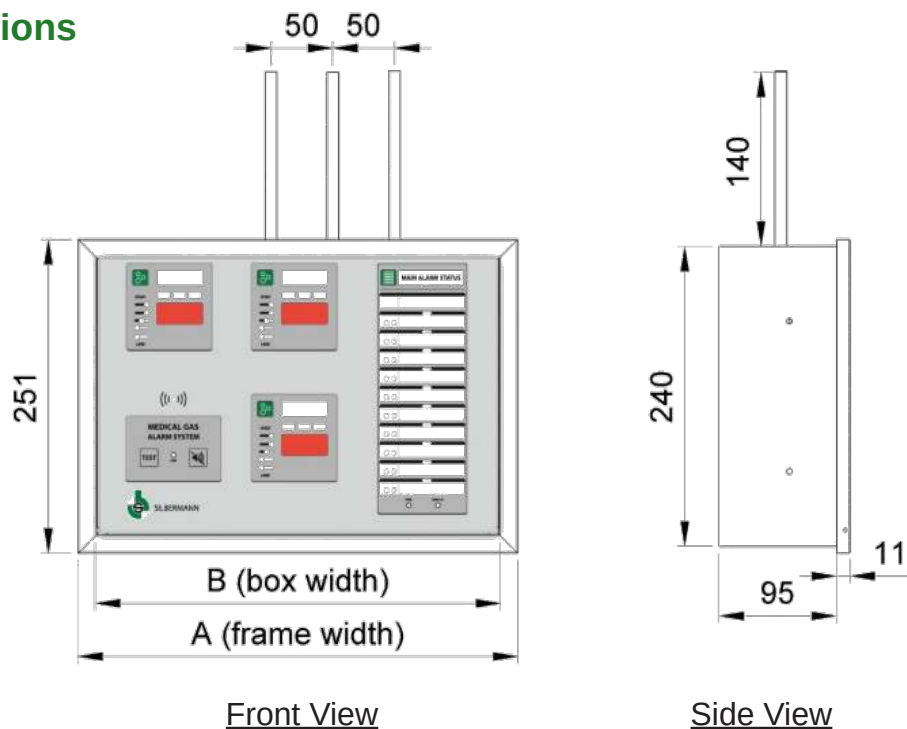 ions
50 50
140
251
240
MAIN ALARM STATUS
MEDICAL GAS
ALARM SYSTEM
TEST
SILBERMANN
11
95
B (box width)
A (frame width)
Front View
Side View